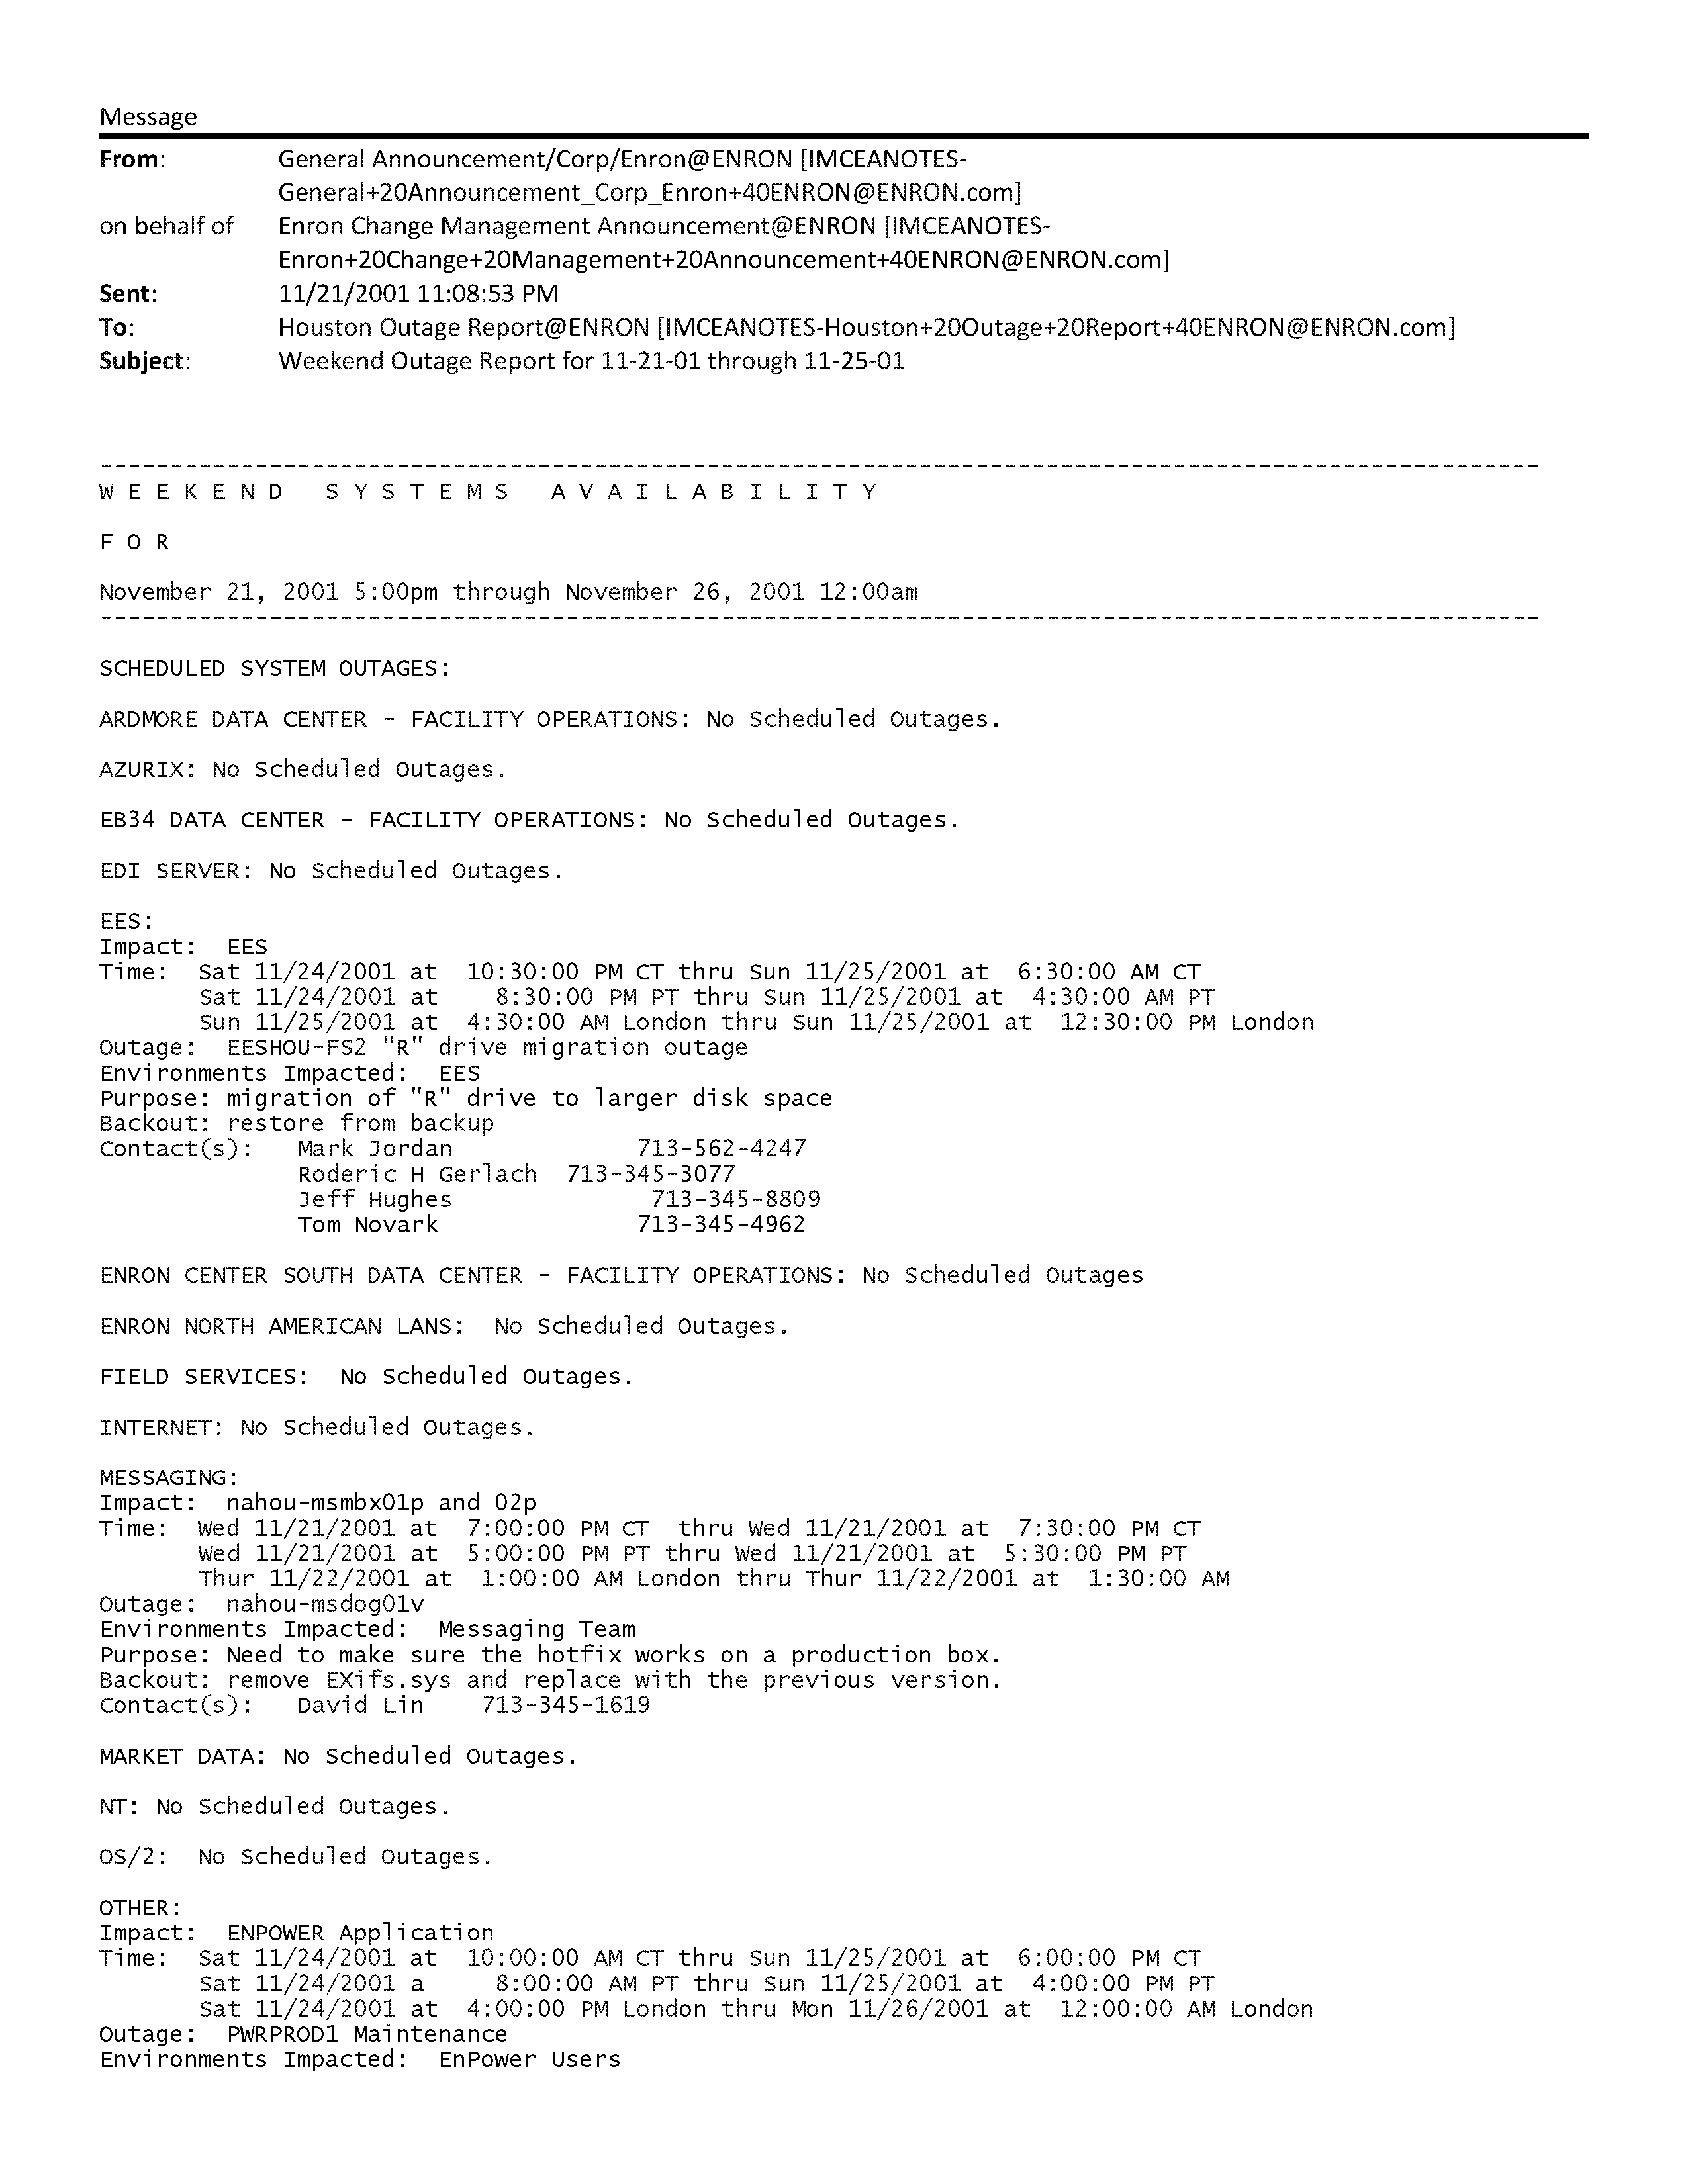 Message
From: General Announcement/Corp/Enron@ENRON [IMCEANOTES-
General+20Announcement_Corp_Enron+40ENRON@ENRON.com]
on behalf of Enron Change Management Announcement@ENRON [IMCEANOTES-
Enron+20Change+20Management+20Announcement+40ENRON@ENRON.com]
Sent: 11/21/2001 11:08:53 PM
To: Houston Outage Report@ENRON [IMCEANOTES-Houston+20Outage+20Report+40ENRON@ENRON.com]
Subject: Weekend Outage Report for 11-21-01 through 11-25-01
------------------------------------------------------------------------------------------------------
W E E K E N D   S Y S T E M S   A V A I L A B I L I T Y
F O R
November 21, 2001 5:00pm through November 26, 2001 12:00am
------------------------------------------------------------------------------------------------------
SCHEDULED SYSTEM OUTAGES:
ARDMORE DATA CENTER - FACILITY OPERATIONS: No Scheduled Outages.
AZURIX: No Scheduled Outages.
EB34 DATA CENTER - FACILITY OPERATIONS: No Scheduled Outages.
EDI SERVER: No Scheduled Outages.
EES:
Impact:  EES
Time:  Sat 11/24/2001 at  10:30:00 PM CT thru Sun 11/25/2001 at  6:30:00 AM CT
Sat 11/24/2001 at    8:30:00 PM PT thru Sun 11/25/2001 at  4:30:00 AM PT
Sun 11/25/2001 at  4:30:00 AM London thru Sun 11/25/2001 at  12:30:00 PM London
Outage:  EESHOU-FS2 "R" drive migration outage
Environments Impacted:  EES
Purpose: migration of "R" drive to larger disk space
Backout: restore from backup
Contact(s):   Mark Jordan             713-562-4247
Roderic H Gerlach  713-345-3077
Jeff Hughes              713-345-8809
Tom Novark              713-345-4962
ENRON CENTER SOUTH DATA CENTER - FACILITY OPERATIONS: No Scheduled Outages
ENRON NORTH AMERICAN LANS:  No Scheduled Outages.
FIELD SERVICES:  No Scheduled Outages.
INTERNET: No Scheduled Outages.
MESSAGING:
Impact:  nahou-msmbx01p and 02p
Time:  Wed 11/21/2001 at  7:00:00 PM CT  thru Wed 11/21/2001 at  7:30:00 PM CT
Wed 11/21/2001 at  5:00:00 PM PT thru Wed 11/21/2001 at  5:30:00 PM PT
Thur 11/22/2001 at  1:00:00 AM London thru Thur 11/22/2001 at  1:30:00 AM
Outage:  nahou-msdog01v
Environments Impacted:  Messaging Team
Purpose: Need to make sure the hotfix works on a production box.
Backout: remove EXifs.sys and replace with the previous version.
Contact(s):   David Lin    713-345-1619
MARKET DATA: No Scheduled Outages.
NT: No Scheduled Outages.
OS/2:  No Scheduled Outages.
OTHER:
Impact:  ENPOWER Application
Time:  Sat 11/24/2001 at  10:00:00 AM CT thru Sun 11/25/2001 at  6:00:00 PM CT
Sat 11/24/2001 a     8:00:00 AM PT thru Sun 11/25/2001 at  4:00:00 PM PT
Sat 11/24/2001 at  4:00:00 PM London thru Mon 11/26/2001 at  12:00:00 AM London
Outage:  PWRPROD1 Maintenance
Environments Impacted:  EnPower Users